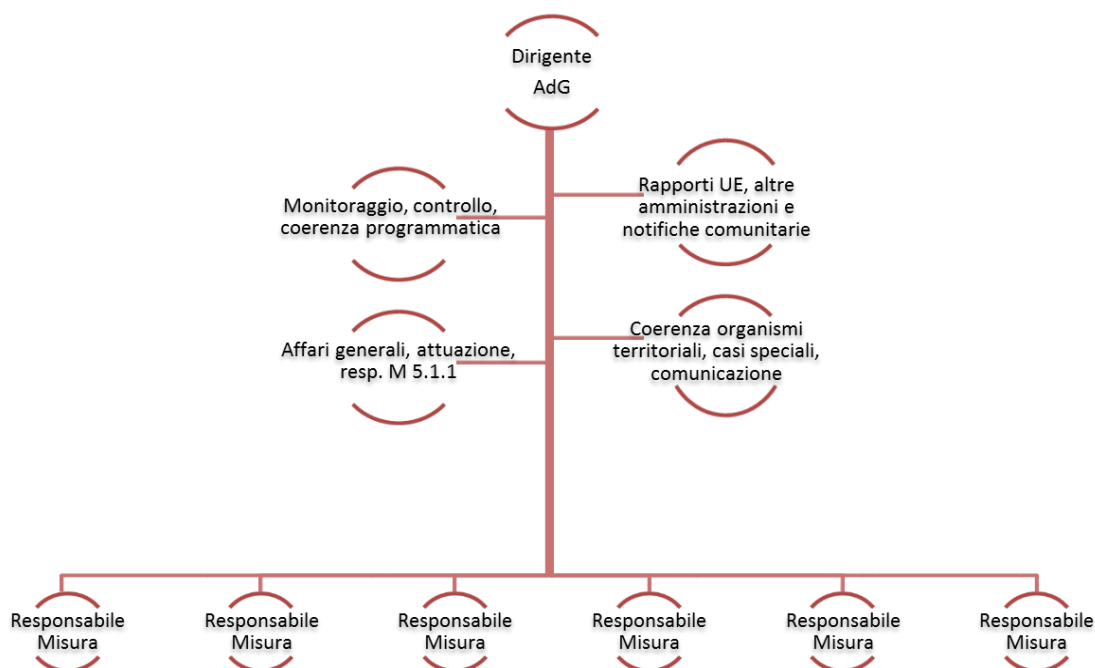 Dirigente
AdG
Monitoraggio, controllo,
coerenza programmatica
Rapporti UE, altre
amministrazioni e
notifiche comunitarie
Affari generali, attuazione,
resp. M 5.1.1
Coerenza organismi
territoriali, casi speciali,
comunicazione
Responsabile
Misura
Responsabile
Misura
Responsabile
Misura
Responsabile
Misura
Responsabile
Misura
Responsabile
Misura